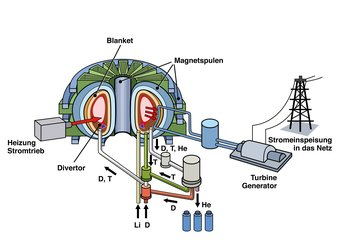 Blanket
Magnetspulen
Heizung
Stromtrieb
Divertor
D, T
D, T, He
T
T
T
Li
D
D
He
Stromeinspeisung
in das Netz
Turbine
Generator